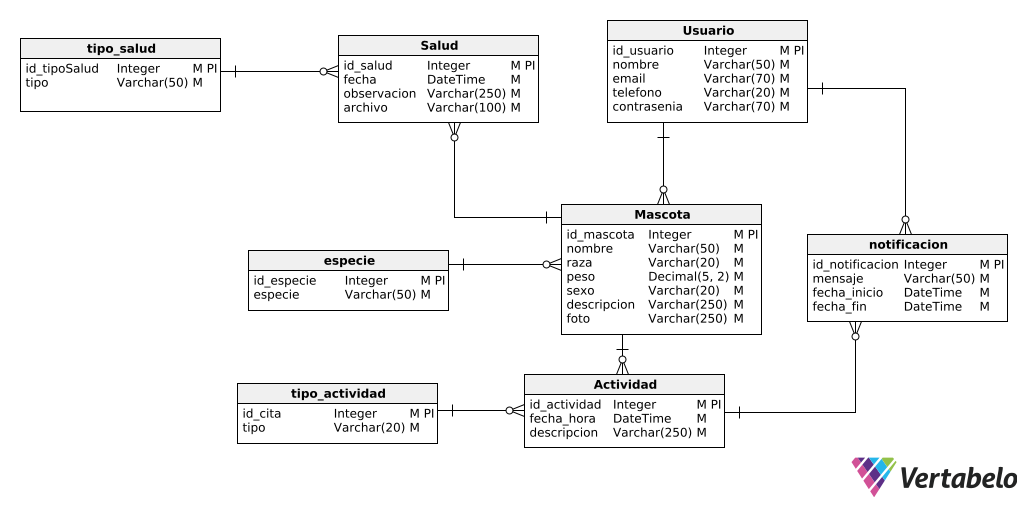 tipo_salud
id_tipoSalud Integer M PI
tipo Varchar(50) M
Salud
id_salud Integer M PI
fecha DateTime M
observacion Varchar(250) M
archivo Varchar(100) M
Usuario
id_usuario Integer M PI
nombre Varchar(50) M
email Varchar(70) M
telefono Varchar(20) M
contrasenia Varchar(70) M
Mascota
id_mascota Integer M PI
nombre Varchar(50) M
raza Varchar(20) M
peso Decimal(5, 2) M
sexo Varchar(20) M
descripcion Varchar(250) M
foto Varchar(250) M
especie
id_especie Integer M PI
especie Varchar(50) M
notificacion
id_notificacion Integer M PI
mensaje Varchar(50) M
fecha_inicio DateTime M
fecha_fin DateTime M
tipo_actividad
id_cita Integer M PI
tipo Varchar(20) M
Actividad
id_actividad Integer M PI
fecha_hora DateTime M
descripcion Varchar(250) M
Vertabelo